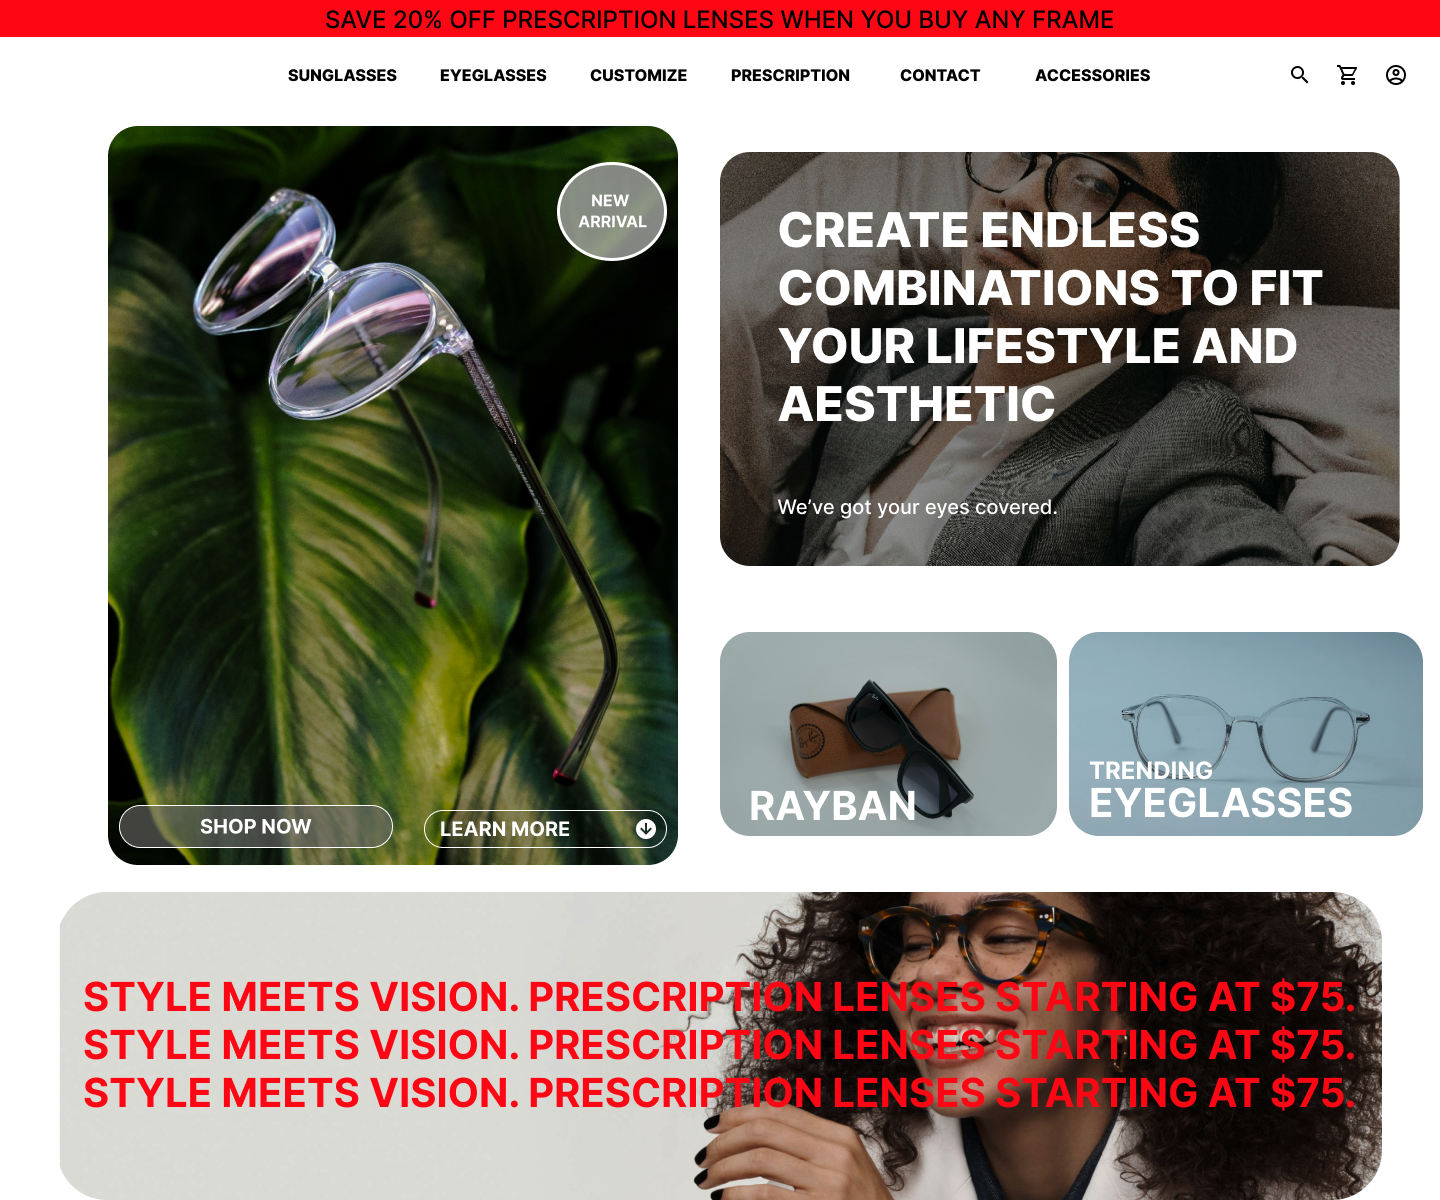 SAVE 20% OFF PRESCRIPTION LENSES WHEN YOU BUY ANY FRAME
SUNGLASSES EYEGLASSES CUSTOMIZE PRESCRIPTION CONTACT ACCESSORIES
NEW
ARRIVAL
SHOP NOW
LEARN MORE
CREATE ENDLESS
COMBINATIONS TO FIT
YOUR LIFESTYLE AND
AESTHETIC
We’ve got your eyes covered.
RAYBAN
TRENDING
EYEGLASSES
STYLE MEETS VISION. PRESCRIPTION LENSES STARTING AT $75.
STYLE MEETS VISION. PRESCRIPTION LENSES STARTING AT $75.
STYLE MEETS VISION. PRESCRIPTION LENSES STARTING AT $75.